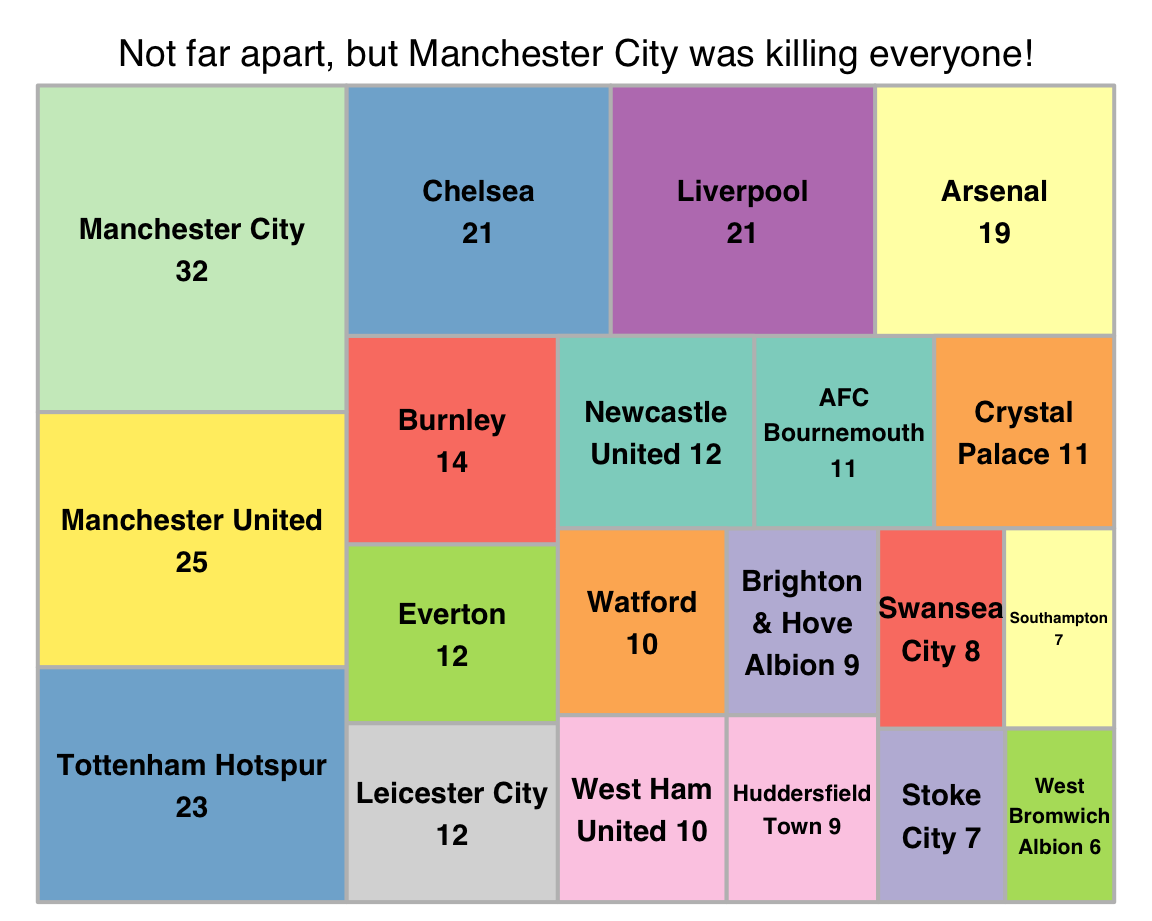 Not far apart, but Manchester City was killing everyone!
Manchester City
32
Chelsea
21
Liverpool
21
Arsenal
19
Manchester United
25
Burnley
14
Newcastle
United 12
AFC
Bournemouth
11
Crystal
Palace 11
Everton
12
Watford
10
Brighton
& Hove
Albion 9
Swansea
City 8
Southampton
7
Tottenham Hotspur
23
Leicester City
12
West Ham
United 10
Huddersfield
Town 9
Stoke
City 7
West
Bromwich
Albion 6